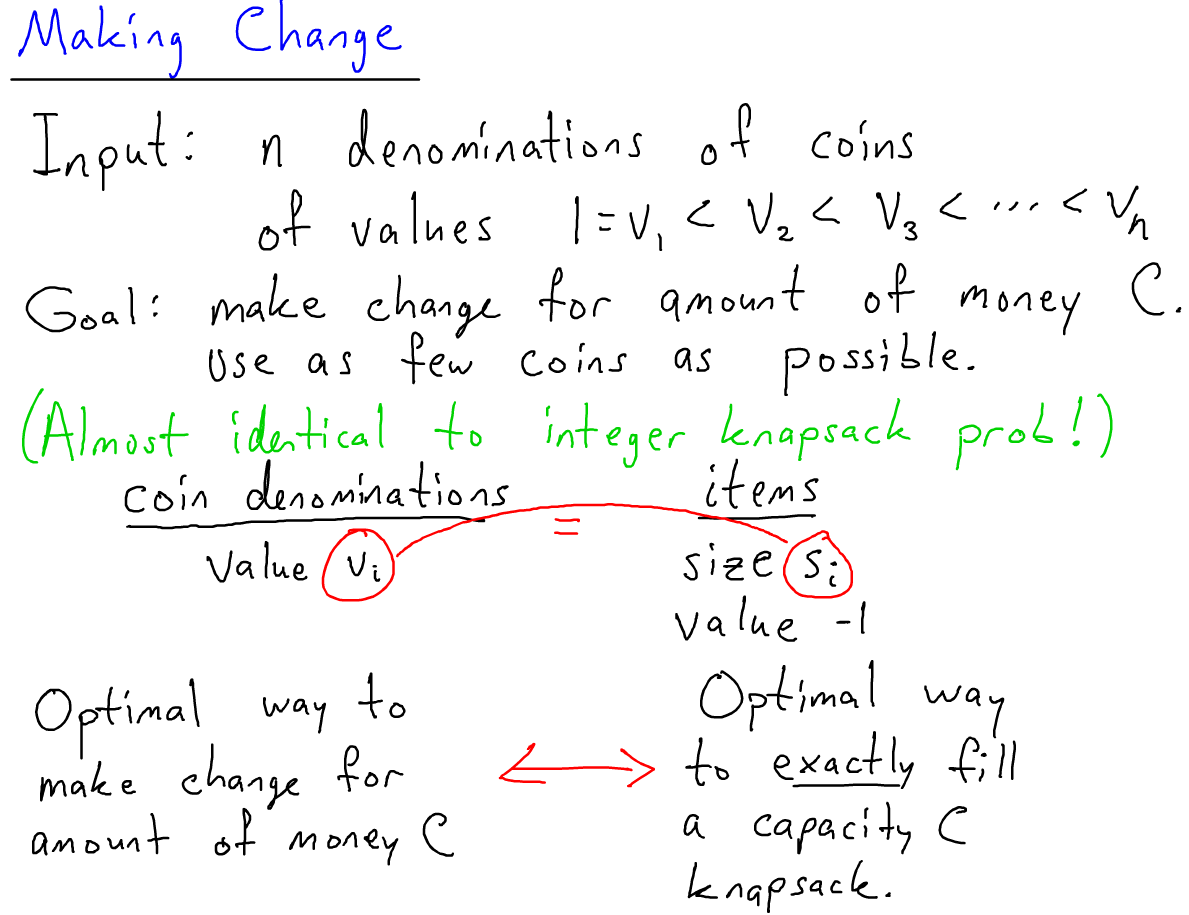 Making Change
Input: n denominations of coins
of values 1 = v₁ < v₂ < v₃ < ... < vₙ
Goal: make change for amount of money C.
Use as few coins as possible.
(Almost identical to integer knapsack prob!)
coin denominations items
=
value vᵢ size sᵢ
value -1
Optimal way to
make change for
amount of money C
Optimal way
to exactly fill
a capacity C
knapsack.